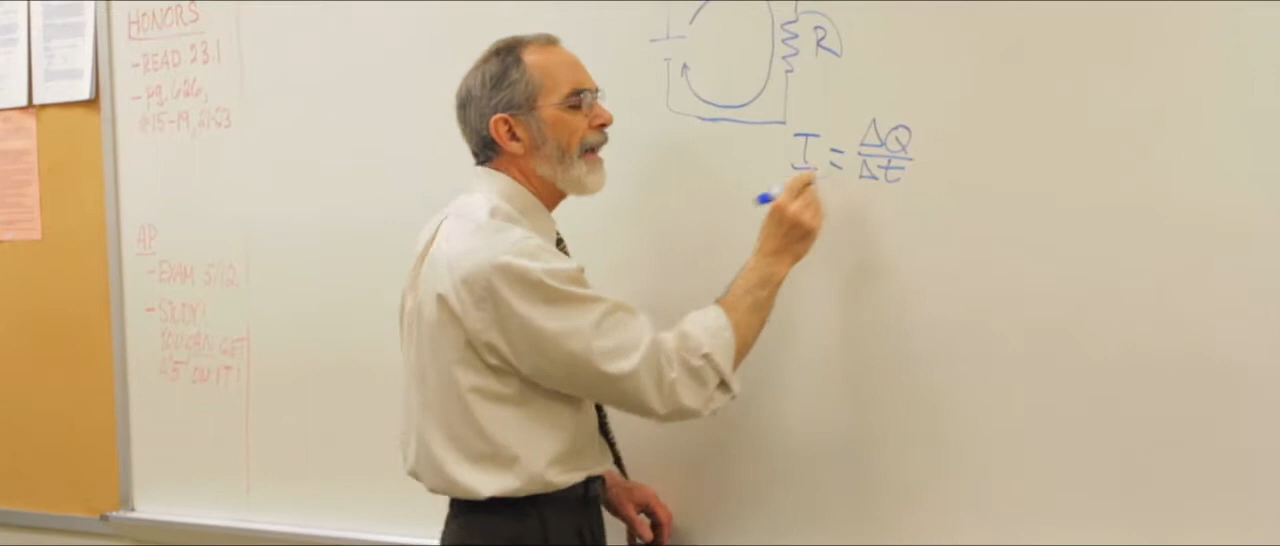 HONORS
- READ 23.1
- pg. 626,
#15-19, 21-23
AP
- EXAM 5/12
- STUDY!
YOU CAN GET
A "5" ON IT!
R
I = ΔQ
Δt